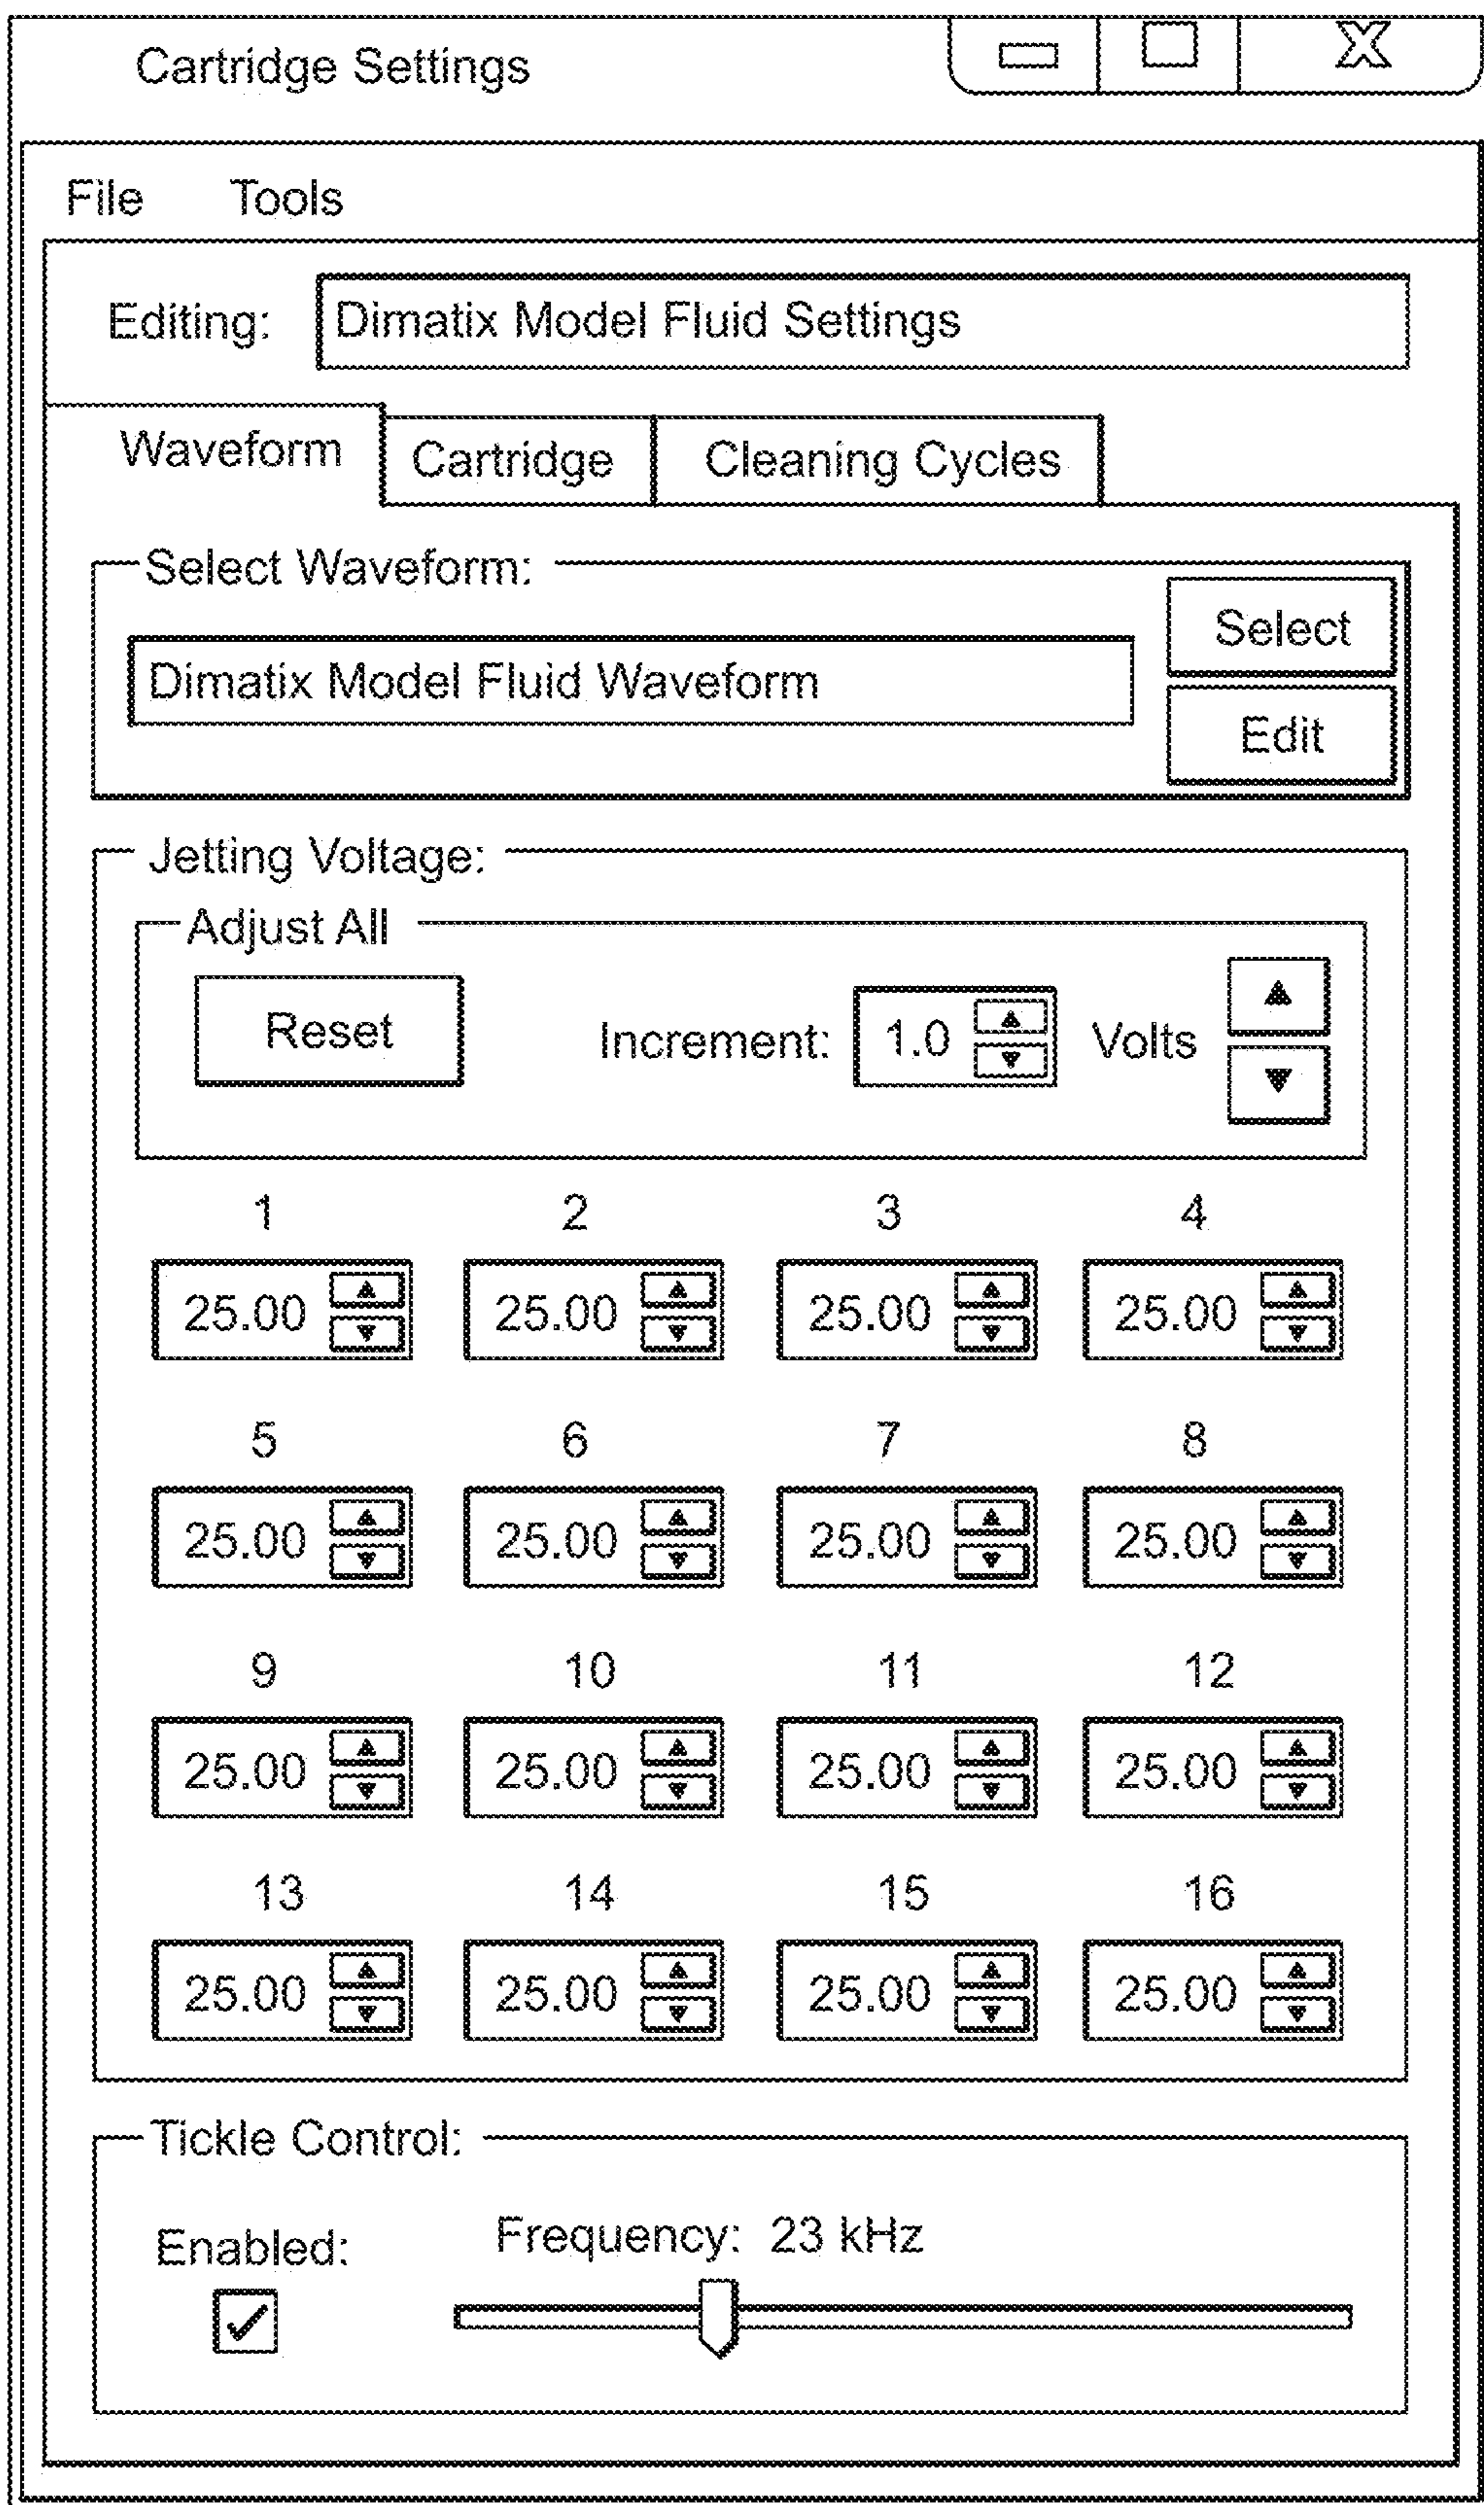 Cartridge Settings
X
File Tools
Editing: Dimatix Model Fluid Settings
Waveform Cartridge Cleaning Cycles
Select Waveform:
Select
Dimatix Model Fluid Waveform
Edit
Jetting Voltage:
Adjust All
Reset Increment: 1.0 Volts
1 2 3 4
25.00 25.00 25.00 25.00
5 6 7 8
25.00 25.00 25.00 25.00
9 10 11 12
25.00 25.00 25.00 25.00
13 14 15 16
25.00 25.00 25.00 25.00
Tickle Control:
Enabled: Frequency: 23 kHz